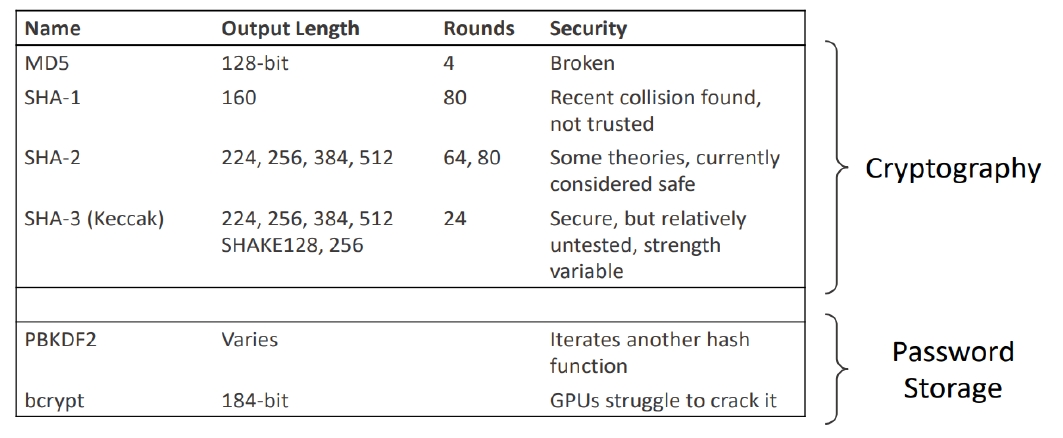 Name Output Length Rounds Security
MD5 128-bit 4 Broken
SHA-1 160 80 Recent collision found,
not trusted
SHA-2 224, 256, 384, 512 64, 80 Some theories, currently
considered safe
SHA-3 (Keccak) 224, 256, 384, 512 24 Secure, but relatively
SHAKE128, 256 untested, strength
variable
Cryptography
PBKDF2 Varies Iterates another hash
function
bcrypt 184-bit GPUs struggle to crack it
Password
Storage